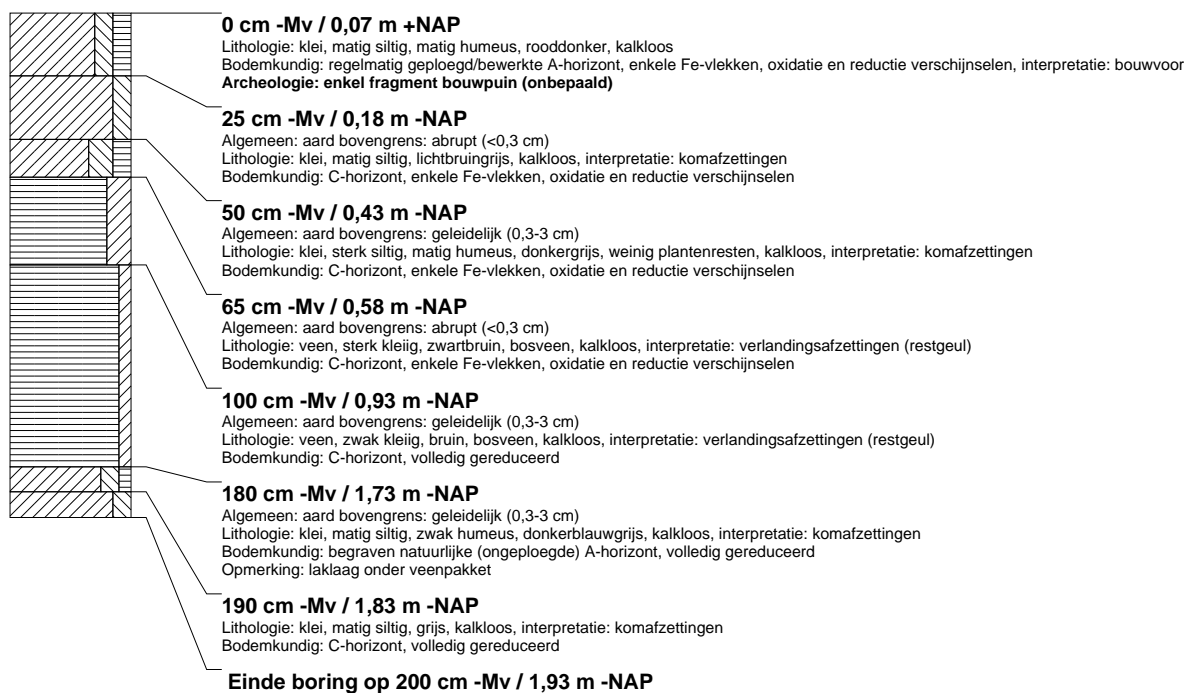 0 cm -Mv / 0,07 m +NAP
Lithologie: klei, matig siltig, matig humeus, rooddonker, kalkloos
Bodemkundig: regelmatig geploegd/bewerkte A-horizont, enkele Fe-vlekken, oxidatie en reductie verschijnselen, interpretatie: bouwvoor
Archeologie: enkel fragment bouwpuin (onbepaald)
25 cm -Mv / 0,18 m -NAP
Algemeen: aard bovengrens: abrupt (<0,3 cm)
Lithologie: klei, matig siltig, lichtbruingrijs, kalkloos, interpretatie: komafzettingen
Bodemkundig: C-horizont, enkele Fe-vlekken, oxidatie en reductie verschijnselen
50 cm -Mv / 0,43 m -NAP
Algemeen: aard bovengrens: geleidelijk (0,3-3 cm)
Lithologie: klei, sterk siltig, matig humeus, donkergrijs, weinig plantenresten, kalkloos, interpretatie: komafzettingen
Bodemkundig: C-horizont, enkele Fe-vlekken, oxidatie en reductie verschijnselen
65 cm -Mv / 0,58 m -NAP
Algemeen: aard bovengrens: abrupt (<0,3 cm)
Lithologie: veen, sterk kleiig, zwartbruin, bosveen, kalkloos, interpretatie: verlandingsafzettingen (restgeul)
Bodemkundig: C-horizont, enkele Fe-vlekken, oxidatie en reductie verschijnselen
100 cm -Mv / 0,93 m -NAP
Algemeen: aard bovengrens: geleidelijk (0,3-3 cm)
Lithologie: veen, zwak kleiig, bruin, bosveen, kalkloos, interpretatie: verlandingsafzettingen (restgeul)
Bodemkundig: C-horizont, volledig gereduceerd
180 cm -Mv / 1,73 m -NAP
Algemeen: aard bovengrens: geleidelijk (0,3-3 cm)
Lithologie: klei, matig siltig, zwak humeus, donkerblauwgrijs, kalkloos, interpretatie: komafzettingen
Bodemkundig: begraven natuurlijke (ongeploegde) A-horizont, volledig gereduceerd
Opmerking: laklaag onder veenpakket
190 cm -Mv / 1,83 m -NAP
Lithologie: klei, matig siltig, grijs, kalkloos, interpretatie: komafzettingen
Bodemkundig: C-horizont, volledig gereduceerd
Einde boring op 200 cm -Mv / 1,93 m -NAP